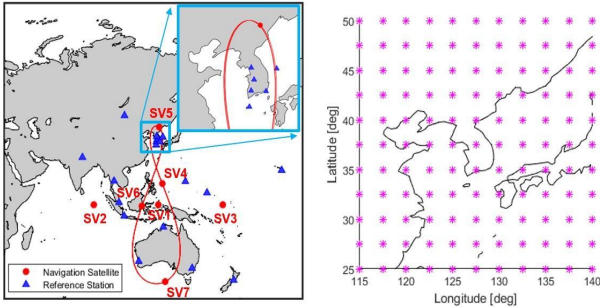 SV5
SV4
SV6
SV1
SV2
SV3
SV7
Navigation Satellite
Reference Station
Latitude [deg]
50
45
40
35
30
25
115
120
125
130
135
140
Longitude [deg]